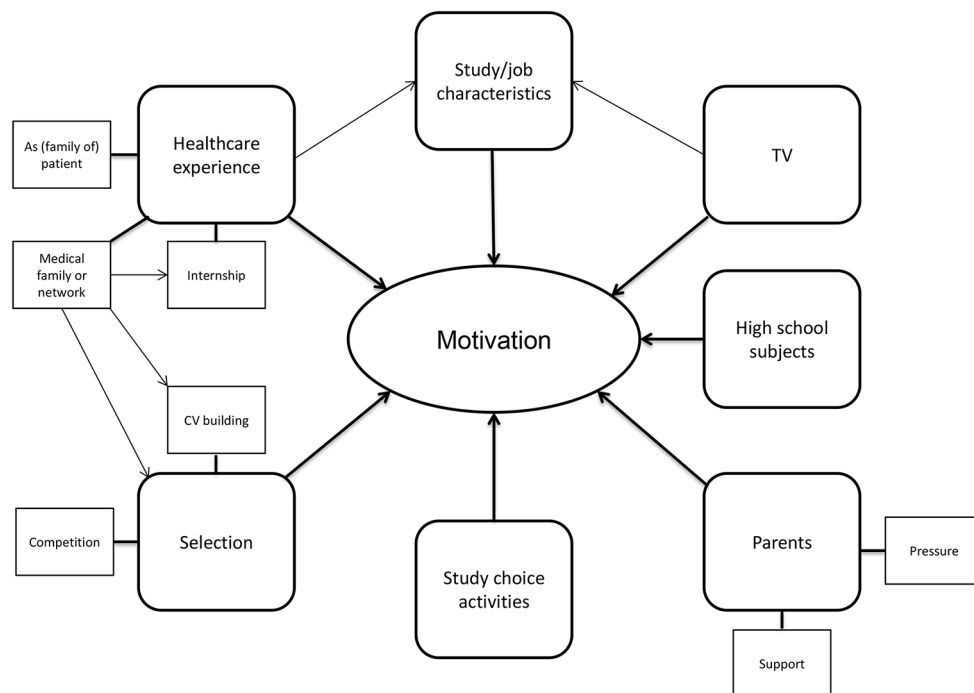 Study/job
characteristics
Healthcare
experience
As (family of)
patient
TV
Medical
family or
network
Internship
Motivation
High school
subjects
CV building
Competition
Selection
Study choice
activities
Parents
Pressure
Support